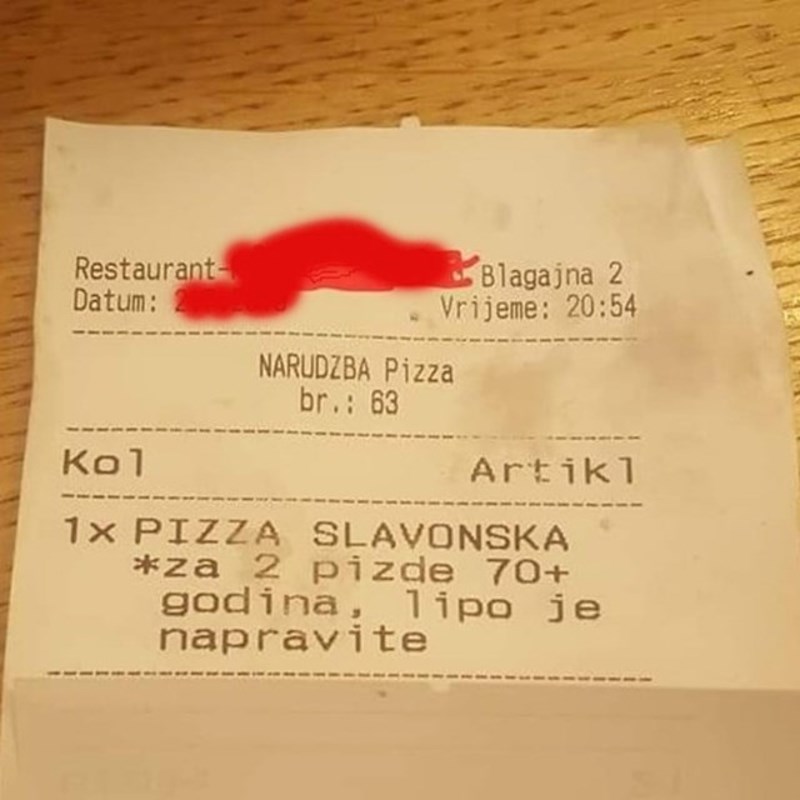 Restaurant- Blagajna 2
Datum: Vrijeme: 20:54
NARUDZBA Pizza
br.: 63
Kol Artikl
1x PIZZA SLAVONSKA
*za 2 pizde 70+
godina, lipo je
napravite